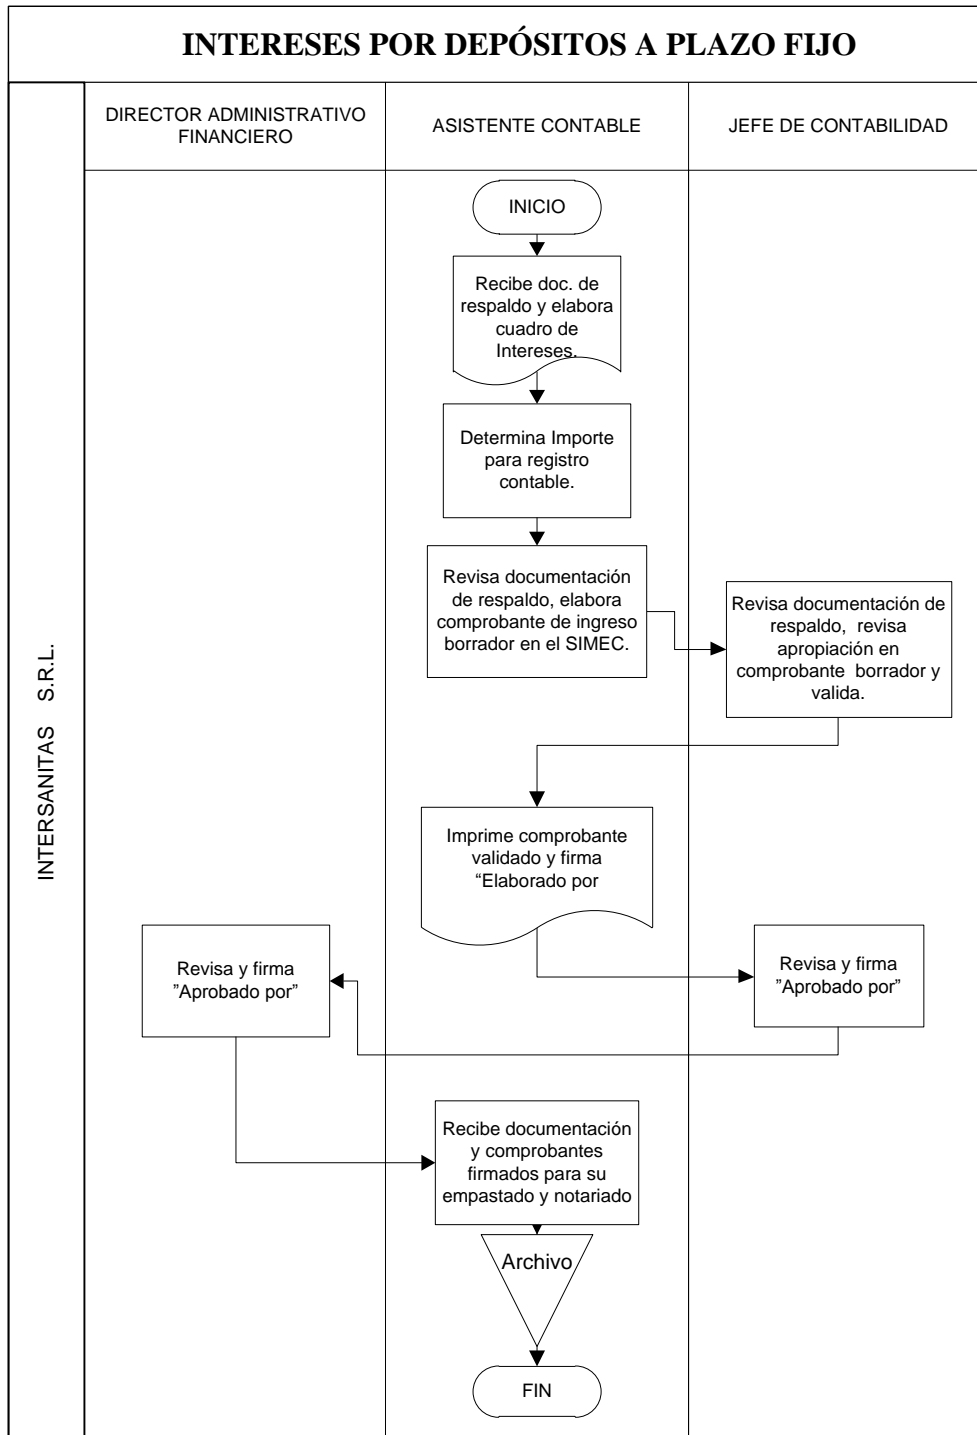 INTERESES POR DEPÓSITOS A PLAZO FIJO
INTERSANITAS S.R.L.
DIRECTOR ADMINISTRATIVO
FINANCIERO
ASISTENTE CONTABLE
JEFE DE CONTABILIDAD
INICIO
Recibe doc. de
respaldo y elabora
cuadro de
Intereses.
Determina Importe
para registro
contable.
Revisa documentación
de respaldo, elabora
comprobante de ingreso
borrador en el SIMEC.
Revisa documentación de
respaldo, revisa
apropiación en
comprobante borrador y
valida.
Imprime comprobante
validado y firma
“Elaborado por
Revisa y firma
”Aprobado por”
Revisa y firma
”Aprobado por”
Recibe documentación
y comprobantes
firmados para su
empastado y notariado
Archivo
FIN